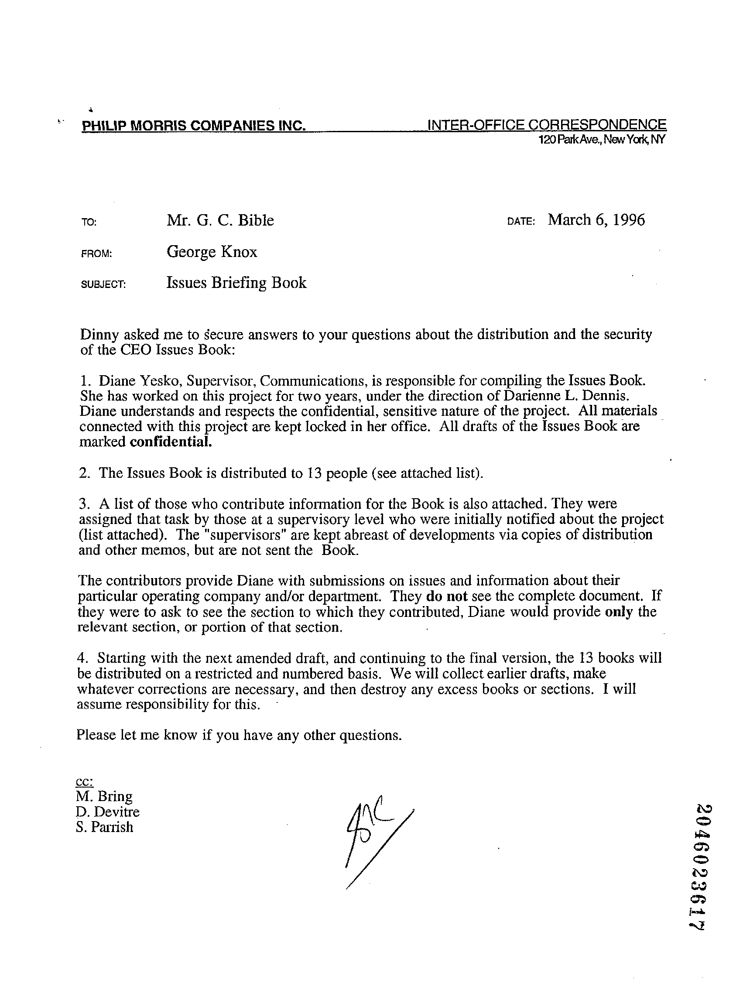 PHILIP MORRIS COMPANIES INC. INTER-OFFICE CORRESPONDENCE
120 Park Ave., New York, NY
TO: Mr. G. C. Bible DATE: March 6, 1996
FROM: George Knox
SUBJECT: Issues Briefing Book
Dinny asked me to secure answers to your questions about the distribution and the security
of the CEO Issues Book:
1. Diane Yesko, Supervisor, Communications, is responsible for compiling the Issues Book.
She has worked on this project for two years, under the direction of Darienne L. Dennis.
Diane understands and respects the confidential, sensitive nature of the project. All materials
connected with this project are kept locked in her office. All drafts of the Issues Book are
marked confidential.
2. The Issues Book is distributed to 13 people (see attached list).
3. A list of those who contribute information for the Book is also attached. They were
assigned that task by those at a supervisory level who were initially notified about the project
(list attached). The "supervisors" are kept abreast of developments via copies of distribution
and other memos, but are not sent the Book.
The contributors provide Diane with submissions on issues and information about their
particular operating company and/or department. They do not see the complete document. If
they were to ask to see the section to which they contributed, Diane would provide only the
relevant section, or portion of that section.
4. Starting with the next amended draft, and continuing to the final version, the 13 books will
be distributed on a restricted and numbered basis. We will collect earlier drafts, make
whatever corrections are necessary, and then destroy any excess books or sections. I will
assume responsibility for this.
Please let me know if you have any other questions.
cc:
M. Bring
D. Devitre
S. Parrish
2046023617